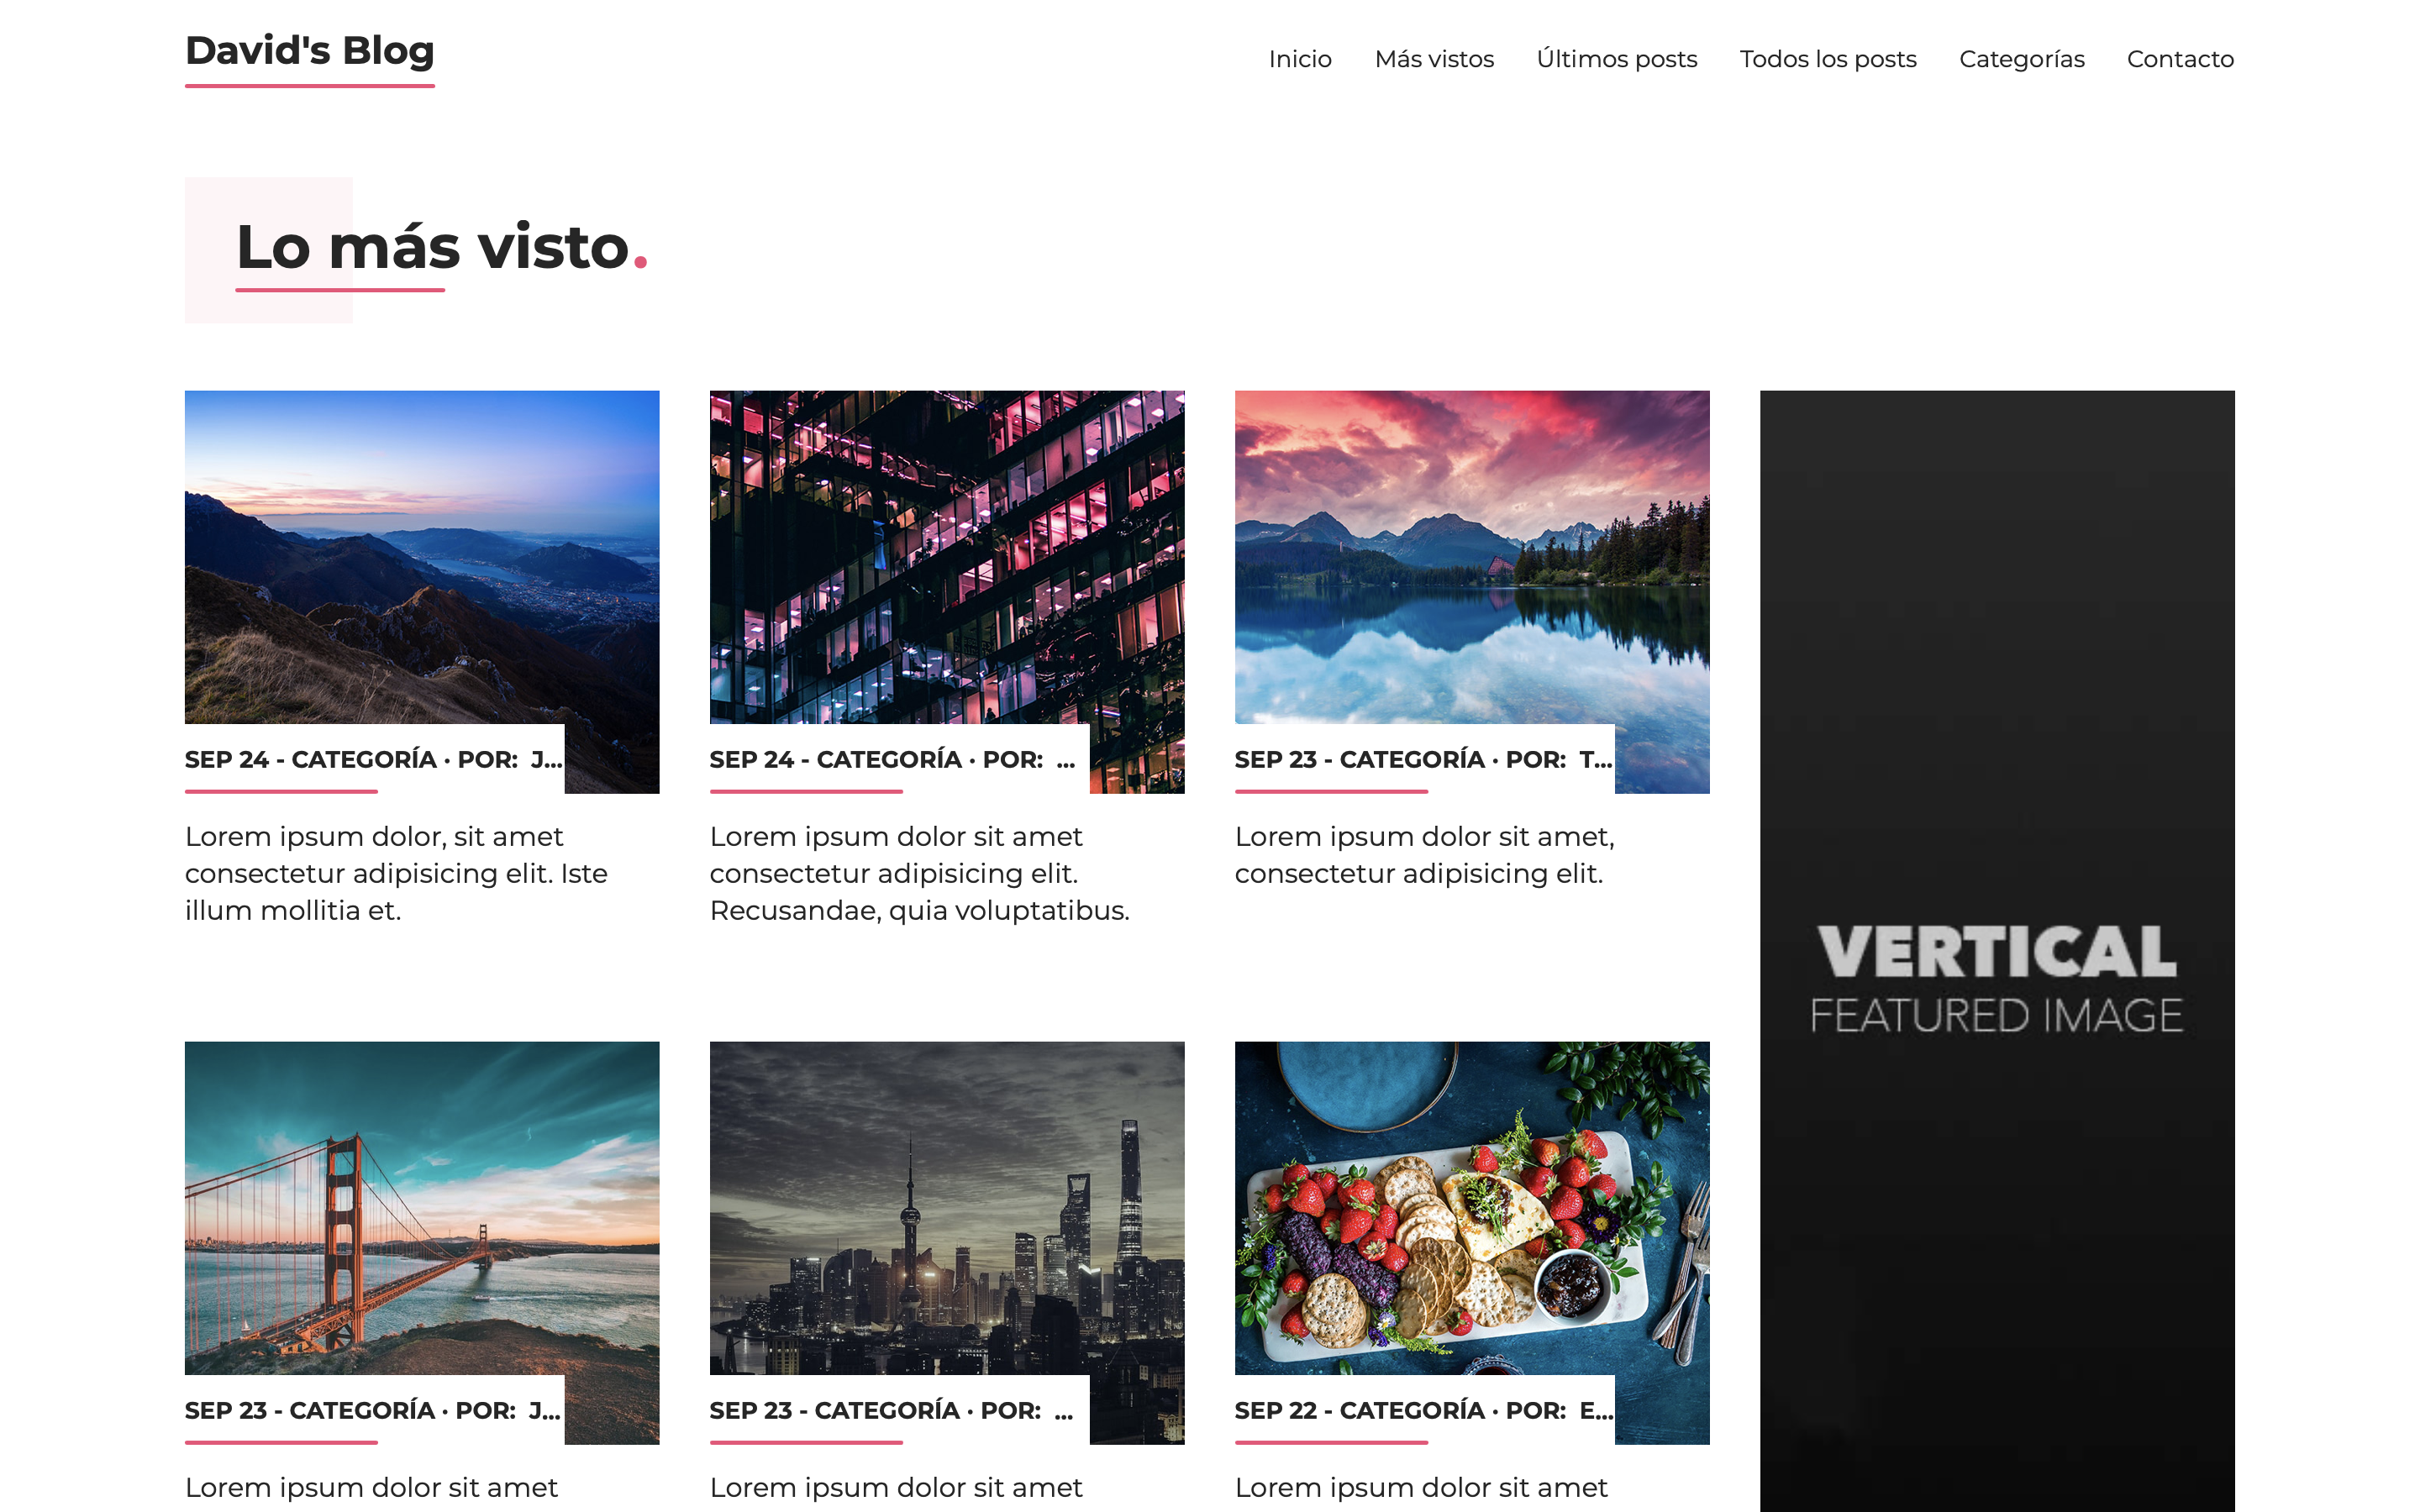 David's Blog
Inicio Más vistos Últimos posts Todos los posts Categorías Contacto
Lo más visto.
SEP 24 - CATEGORÍA · POR: J...
Lorem ipsum dolor, sit amet
consectetur adipisicing elit. Iste
illum mollitia et.
SEP 24 - CATEGORÍA · POR: ...
Lorem ipsum dolor sit amet
consectetur adipisicing elit.
Recusandae, quia voluptatibus.
SEP 23 - CATEGORÍA · POR: T...
Lorem ipsum dolor sit amet,
consectetur adipisicing elit.
VERTICAL
FEATURED IMAGE
SEP 23 - CATEGORÍA · POR: J...
Lorem ipsum dolor sit amet
SEP 23 - CATEGORÍA · POR: ...
Lorem ipsum dolor sit amet
SEP 22 - CATEGORÍA · POR: E...
Lorem ipsum dolor sit amet